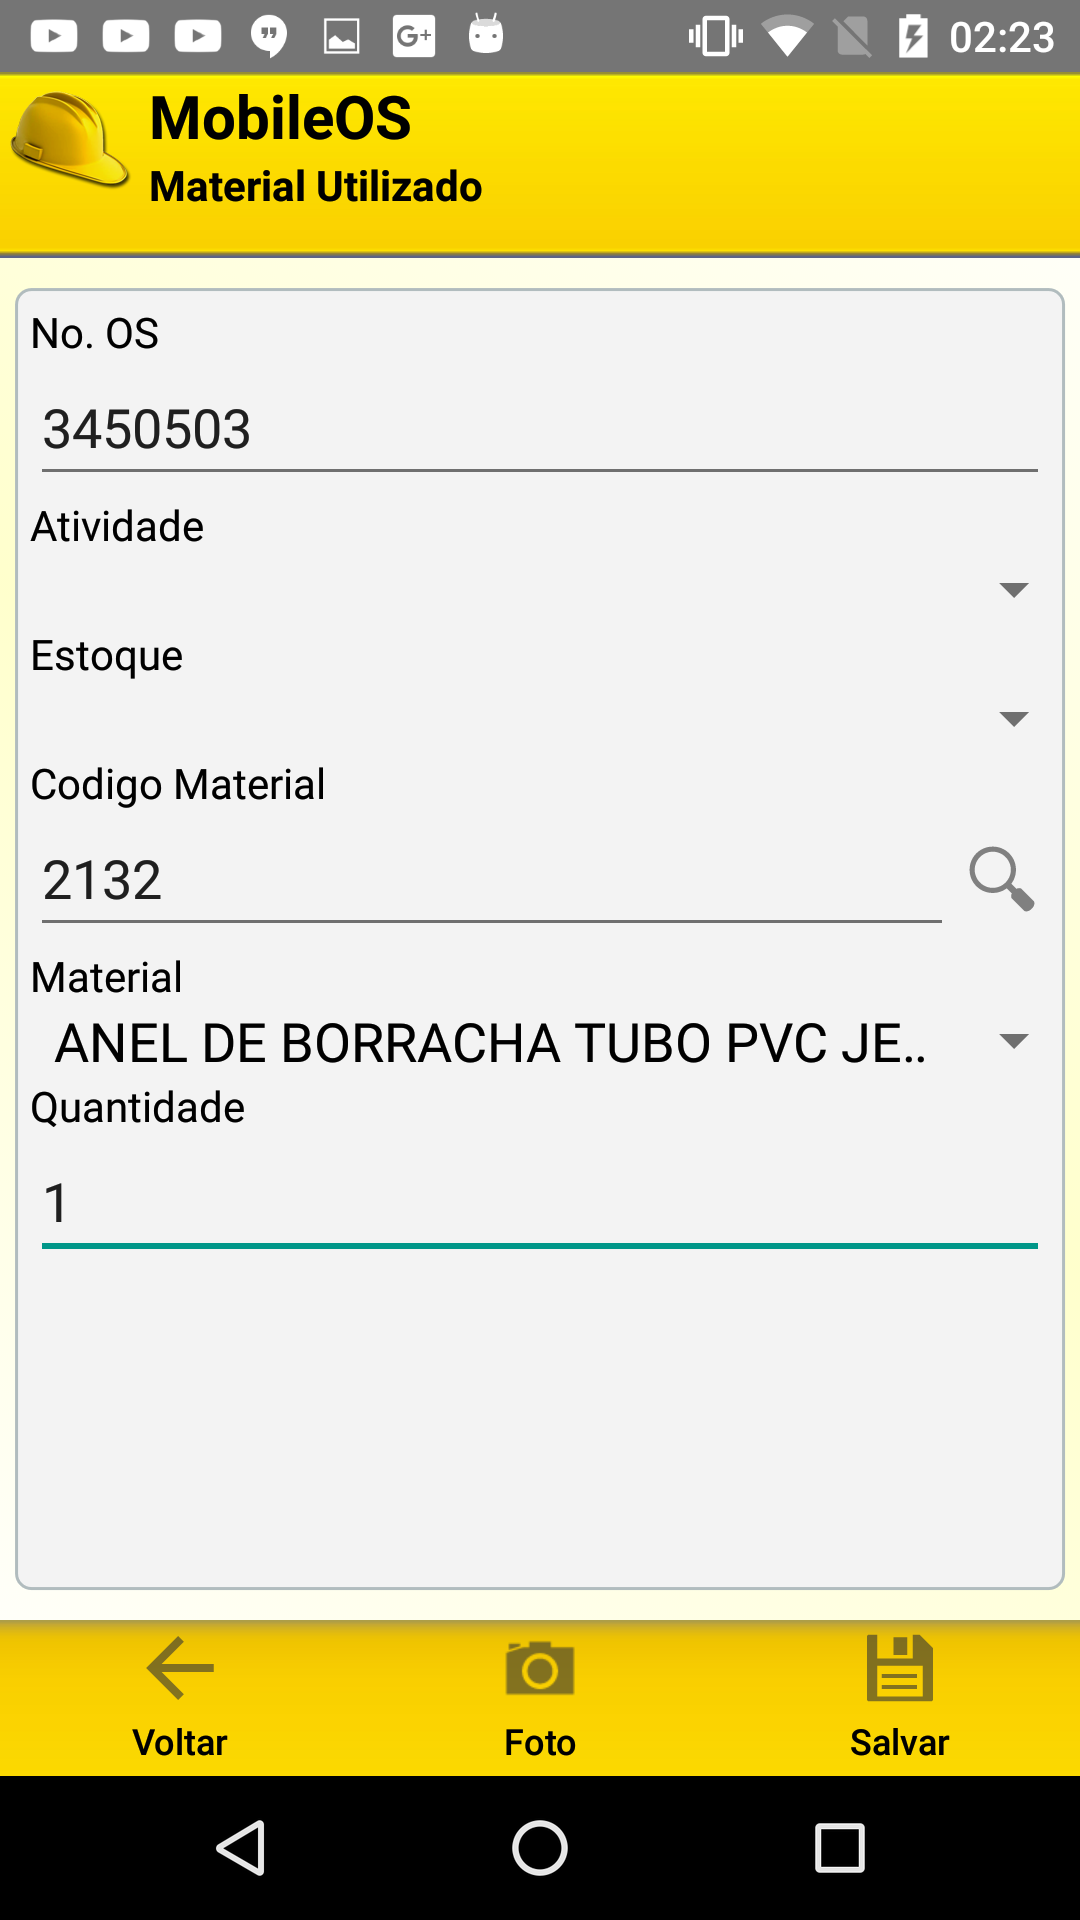 02:23
MobileOS
Material Utilizado
No. OS
3450503
Atividade
Estoque
Codigo Material
2132
Material
ANEL DE BORRACHA TUBO PVC JE..
Quantidade
1
Voltar
Foto
Salvar